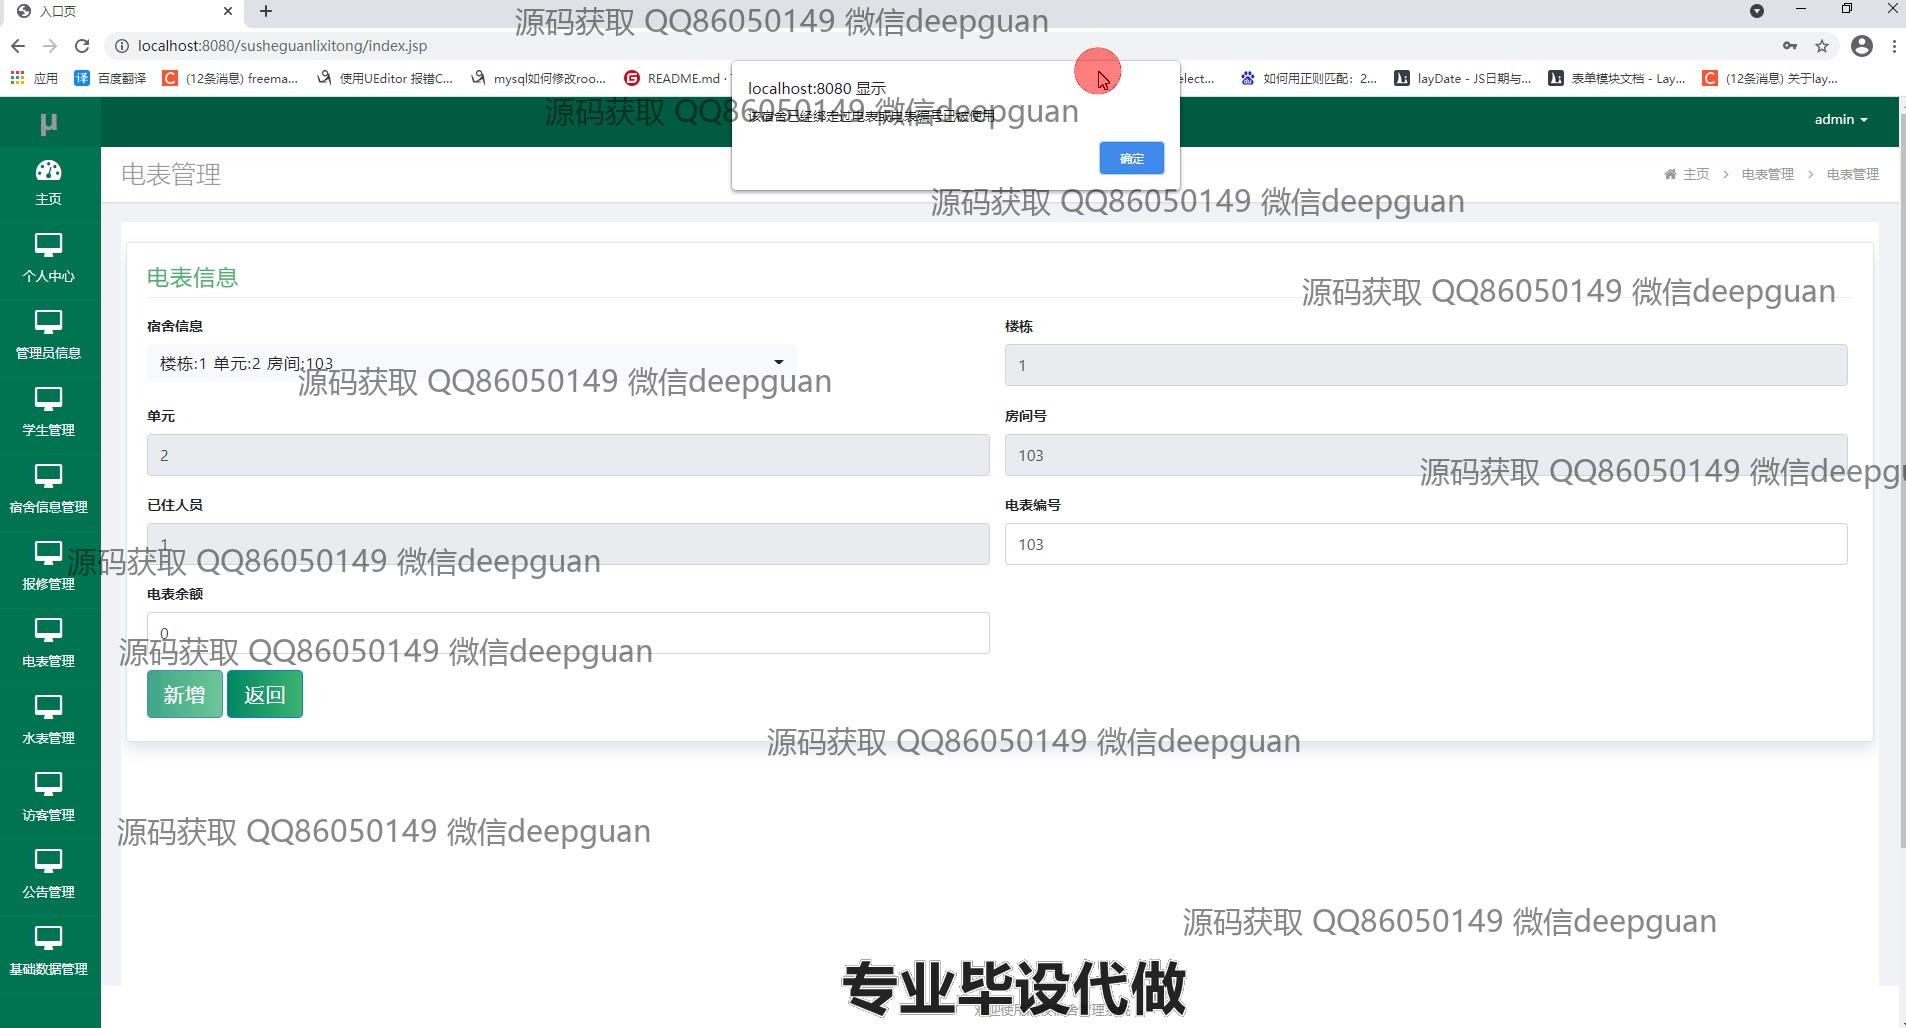 入口页
源码获取 QQ86050149 微信deepguan
localhost:8080/susheguanlixitong/index.jsp
应用
百度翻译
(12条消息) freema...
使用UEditor 报错C...
mysql如何修改roo...
README.md
elect...
如何用正则匹配：2...
layDate - JS日期与...
表单模块文档 - Lay...
(12条消息) 关于lay...
localhost:8080 显示
源码获取 QQ86050149 微信deepguan
该宿舍已经绑定过电表或电表编号已被使用
确定
μ
admin
电表管理
主页 > 电表管理 > 电表管理
源码获取 QQ86050149 微信deepguan
主页
个人中心
管理员信息
学生管理
宿舍信息管理
报修管理
电表管理
水表管理
访客管理
公告管理
基础数据管理
电表信息
源码获取 QQ86050149 微信deepguan
宿舍信息
楼栋:1 单元:2 房间:103
楼栋
1
源码获取 QQ86050149 微信deepguan
单元
2
房间号
103
源码获取 QQ86050149 微信deepgu
已住人员
1
电表编号
103
源码获取 QQ86050149 微信deepguan
电表余额
0
源码获取 QQ86050149 微信deepguan
新增
返回
源码获取 QQ86050149 微信deepguan
源码获取 QQ86050149 微信deepguan
源码获取 QQ86050149 微信deepguan
专业毕设代做